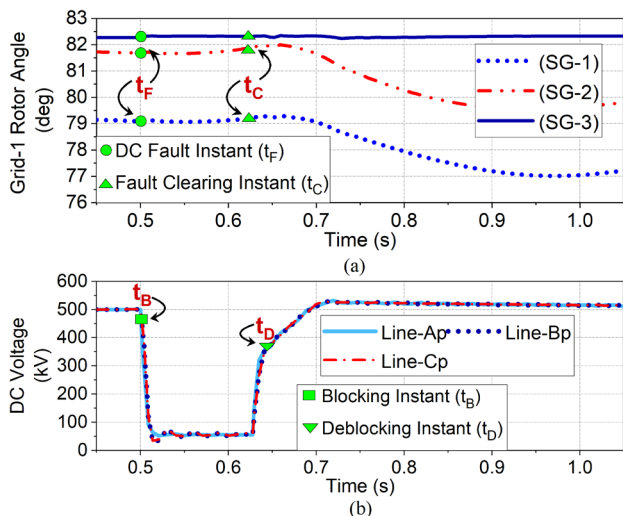 Grid-1 Rotor Angle
(deg)
83
82
81
80
79
78
77
76
t_F
t_C
(SG-1)
(SG-2)
(SG-3)
DC Fault Instant (t_F)
Fault Clearing Instant (t_C)
0.5 0.6 0.7 0.8 0.9 1.0
Time (s)
(a)
DC Voltage
(kV)
600
500
400
300
200
100
0
t_B
t_D
Line-Ap Line-Bp
Line-Cp
Blocking Instant (t_B)
Deblocking Instant (t_D)
0.5 0.6 0.7 0.8 0.9 1.0
Time (s)
(b)